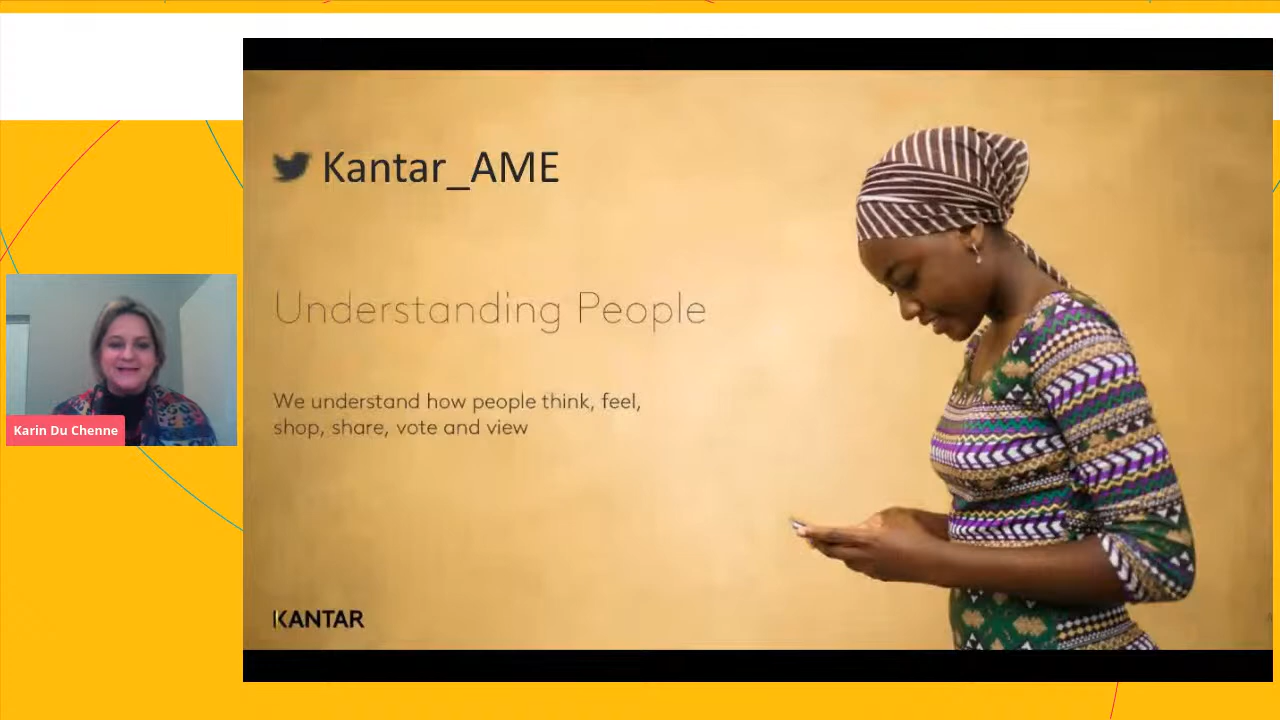 Kantar_AME
Understanding People
We understand how people think, feel,
shop, share, vote and view
Karin Du Chenne
KANTAR